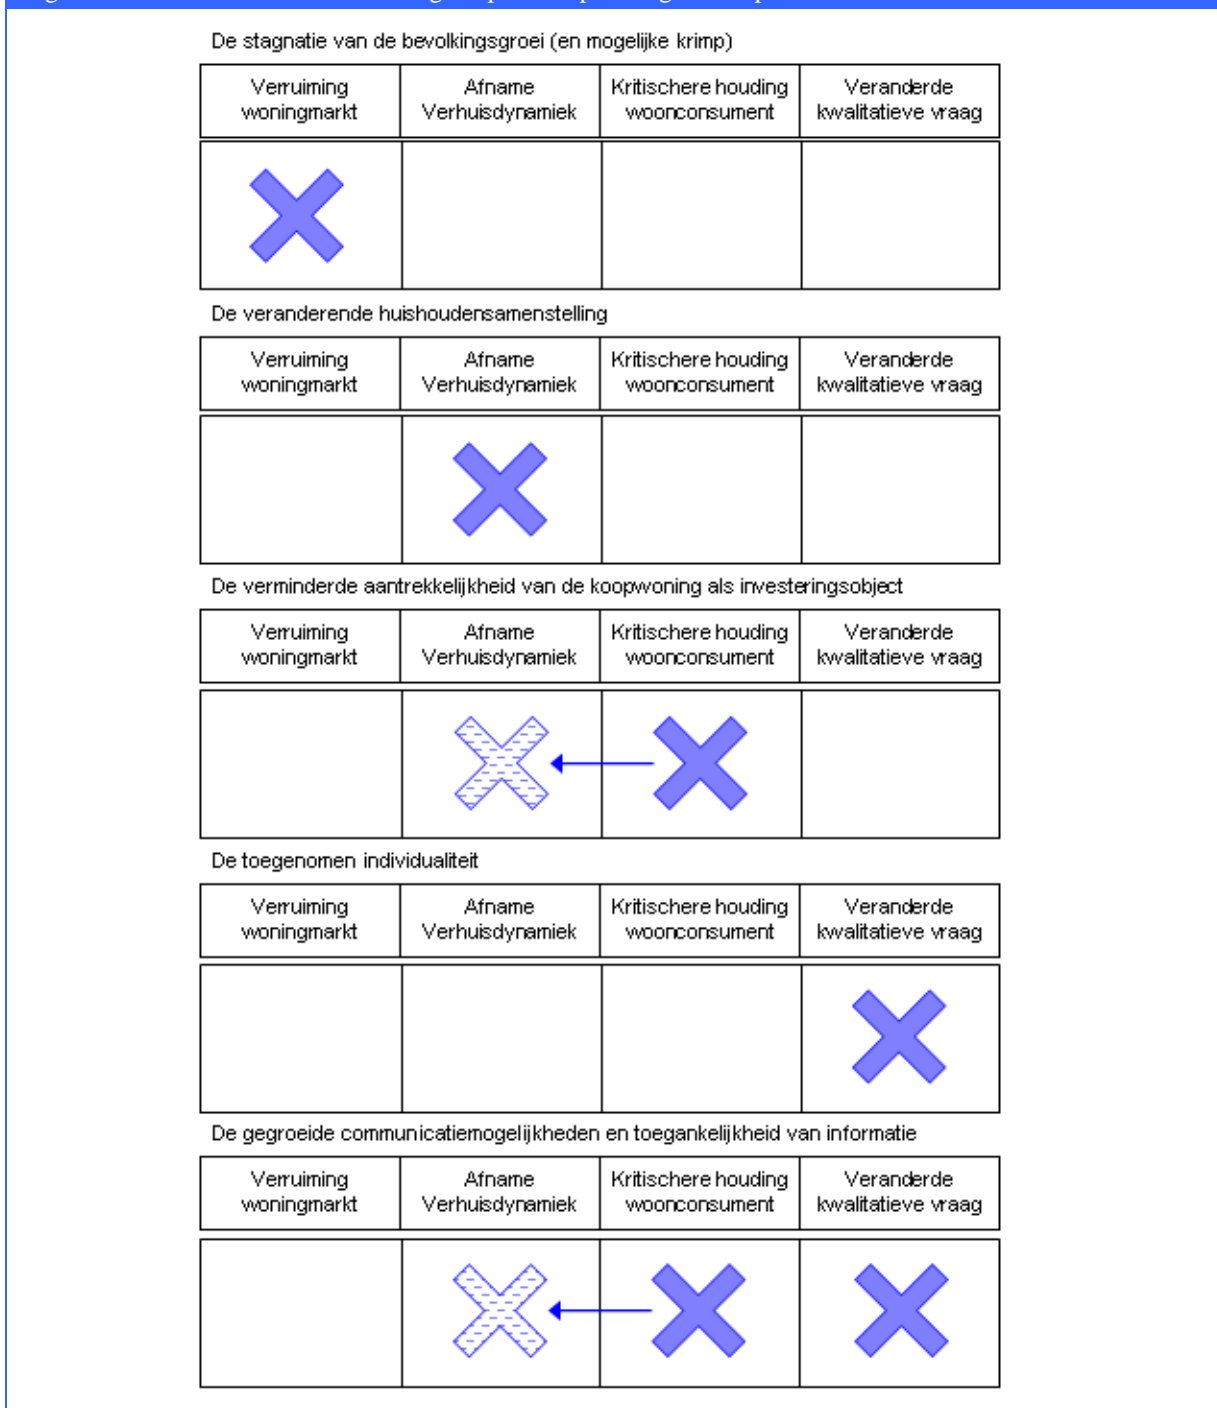 De stagnatie van de bevolkingsgroei (en mogelijke krimp)
Verruiming woningmarkt
Afname Verhuisdynamiek
Kritischere houding woonconsument
Veranderde kwalitatieve vraag
De veranderende huishoudensamenstelling
Verruiming woningmarkt
Afname Verhuisdynamiek
Kritischere houding woonconsument
Veranderde kwalitatieve vraag
De verminderde aantrekkelijkheid van de koopwoning als investeringsobject
Verruiming woningmarkt
Afname Verhuisdynamiek
Kritischere houding woonconsument
Veranderde kwalitatieve vraag
De toegenomen individualiteit
Verruiming woningmarkt
Afname Verhuisdynamiek
Kritischere houding woonconsument
Veranderde kwalitatieve vraag
De gegroeide communicatiemogelijkheden en toegankelijkheid van informatie
Verruiming woningmarkt
Afname Verhuisdynamiek
Kritischere houding woonconsument
Veranderde kwalitatieve vraag